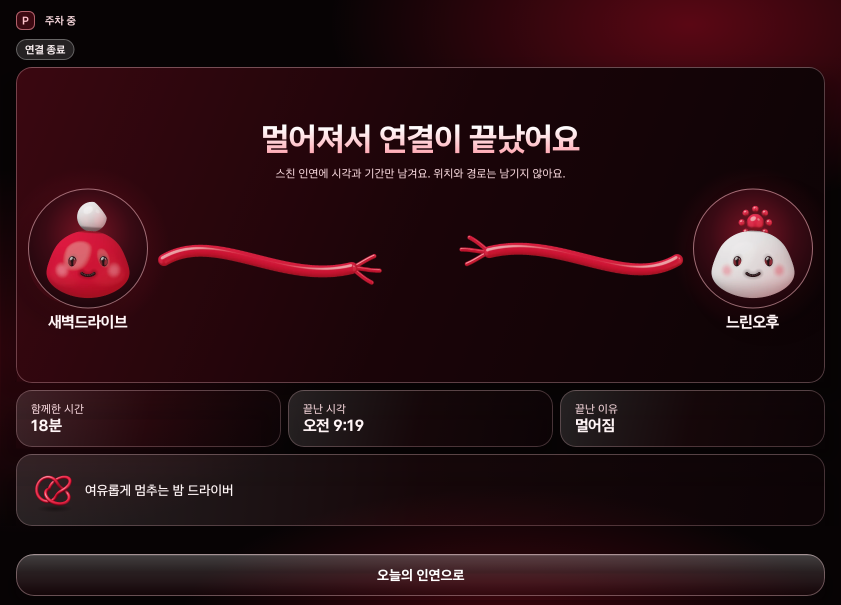 P 주차 중
연결 종료
멀어져서 연결이 끝났어요
스친 인연에 시각과 기간만 남겨요. 위치와 경로는 남기지 않아요.
새벽드라이브
느린오후
함께한 시간
18분
끝난 시각
오전 9:19
끝난 이유
멀어짐
여유롭게 멈추는 밤 드라이버
오늘의 인연으로